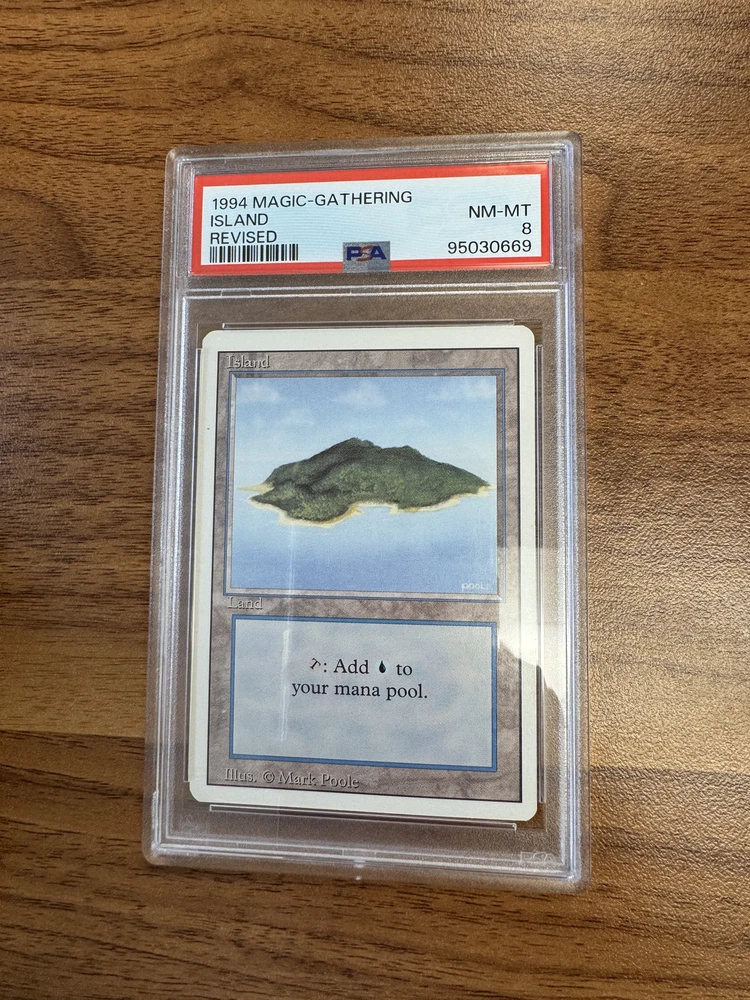 1994 MAGIC-GATHERING
ISLAND
REVISED
NM-MT
8
95030669
PSA
Island
Land
: Add to
your mana pool.
Illus. © Mark Poole